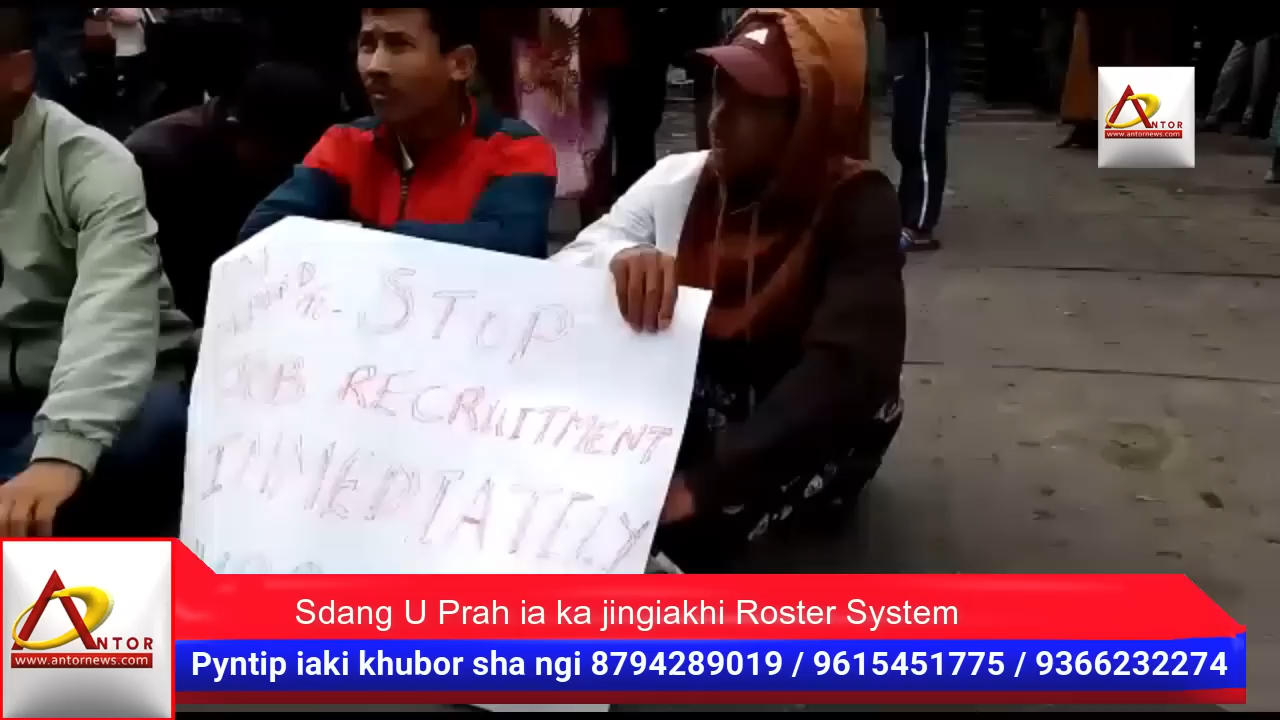 ANTOR
www.antornews.com
STOP
JOB RECRUITMENT
IMMEDIATELY
ANTOR
www.antornews.com
Sdang U Prah ia ka jingiakhi Roster System
Pyntip iaki khubor sha ngi 8794289019 / 9615451775 / 9366232274